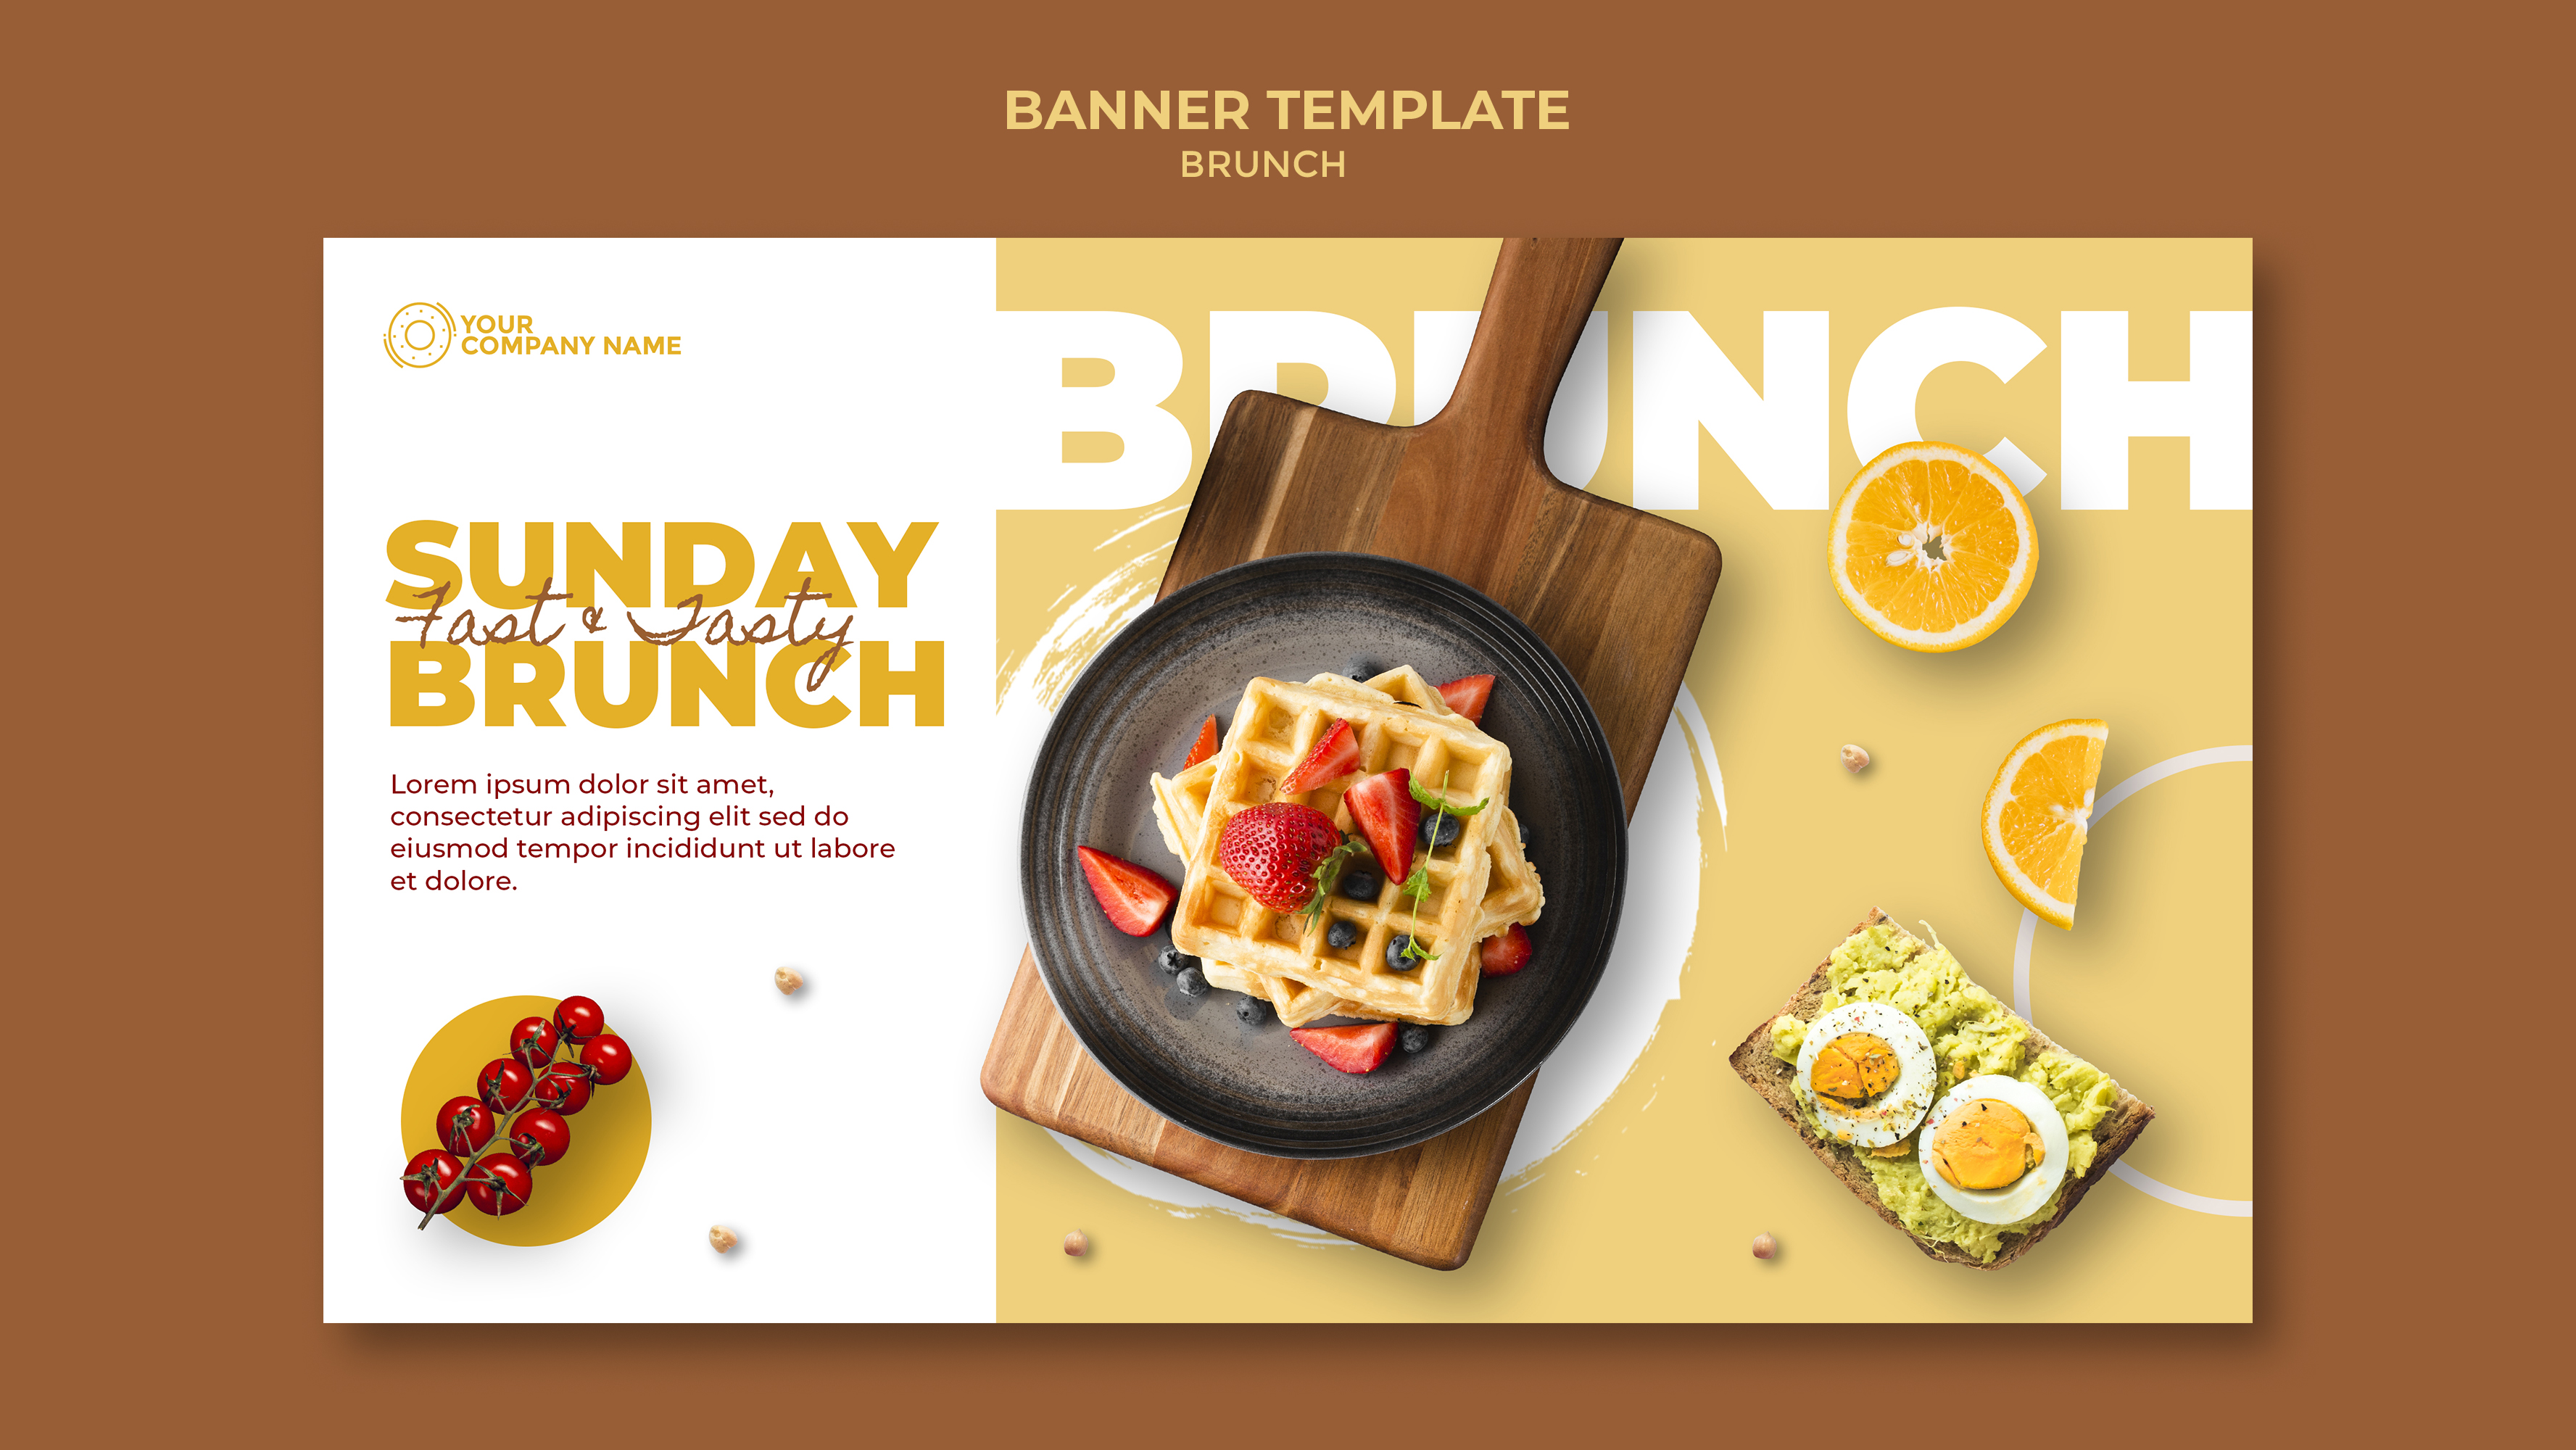 BANNER TEMPLATE
BRUNCH
YOUR
COMPANY NAME
BRUNCH
SUNDAY
Fast & Tasty
BRUNCH
Lorem ipsum dolor sit amet,
consectetur adipiscing elit sed do
eiusmod tempor incididunt ut labore
et dolore.